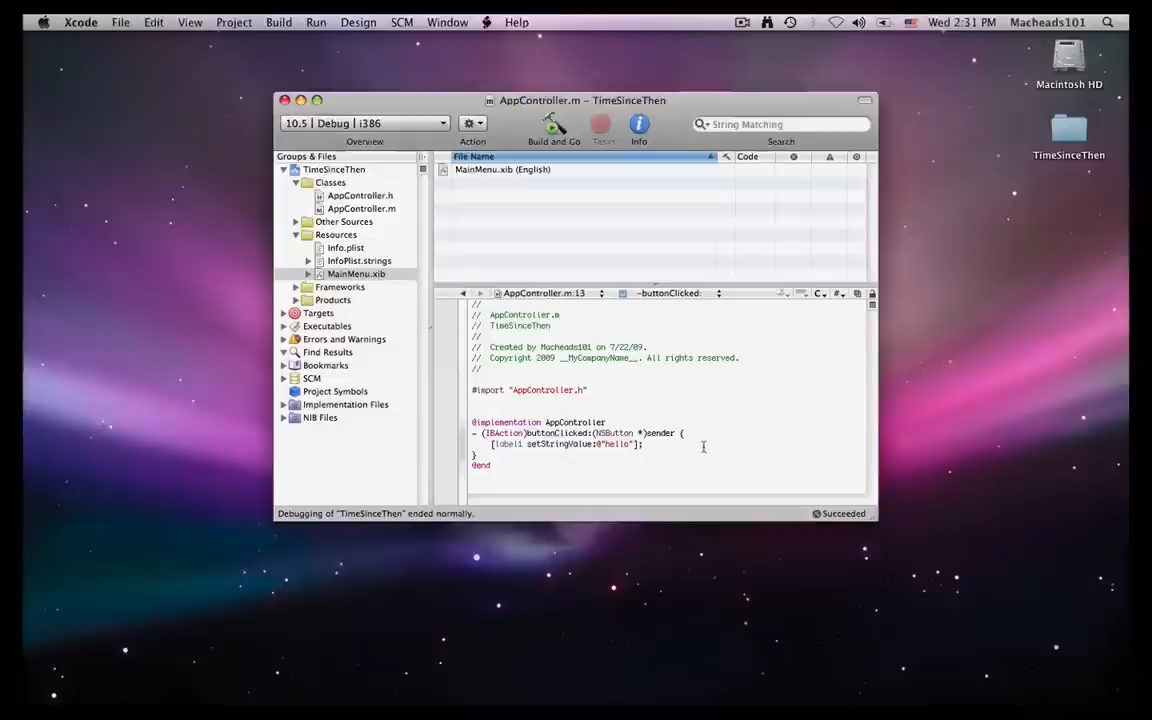 Xcode File Edit View Project Build Run Design SCM Window Help Wed 2:31 PM Macheads101
Macintosh HD
TimeSinceThen
AppController.m – TimeSinceThen
10.5 | Debug | i386
String Matching
Overview Action Build and Go Tasks Info Search
Groups & Files
File Name Code
TimeSinceThen
Classes
AppController.h
AppController.m
Other Sources
Resources
Info.plist
InfoPlist.strings
MainMenu.xib
Frameworks
Products
Targets
Executables
Errors and Warnings
Find Results
Bookmarks
SCM
Project Symbols
Implementation Files
NIB Files
MainMenu.xib (English)
AppController.m:13 -buttonClicked: C #
//
// AppController.m
// TimeSinceThen
//
// Created by Macheads101 on 7/22/09.
// Copyright 2009 __MyCompanyName__. All rights reserved.
//
#import "AppController.h"
@implementation AppController
- (IBAction)buttonClicked:(NSButton *)sender {
[label1 setStringValue:@"hello"];
}
@end
Debugging of "TimeSinceThen" ended normally. Succeeded